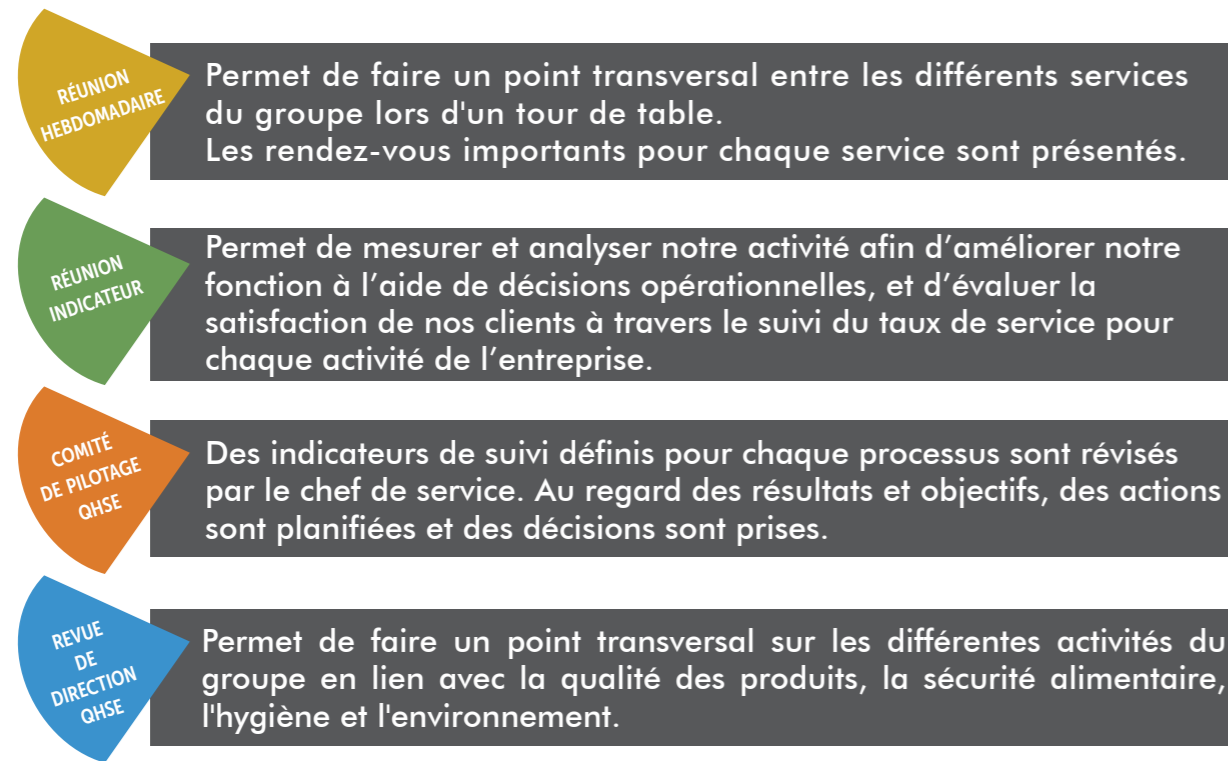 RÉUNION
HEBDOMADAIRE
Permet de faire un point transversal entre les différents services
du groupe lors d'un tour de table.
Les rendez-vous importants pour chaque service sont présentés.
RÉUNION
INDICATEUR
Permet de mesurer et analyser notre activité afin d’améliorer notre
fonction à l’aide de décisions opérationnelles, et d’évaluer la
satisfaction de nos clients à travers le suivi du taux de service pour
chaque activité de l’entreprise.
COMITÉ
DE PILOTAGE
QHSE
Des indicateurs de suivi définis pour chaque processus sont révisés
par le chef de service. Au regard des résultats et objectifs, des actions
sont planifiées et des décisions sont prises.
REVUE
DE
DIRECTION
QHSE
Permet de faire un point transversal sur les différentes activités du
groupe en lien avec la qualité des produits, la sécurité alimentaire,
l'hygiène et l'environnement.